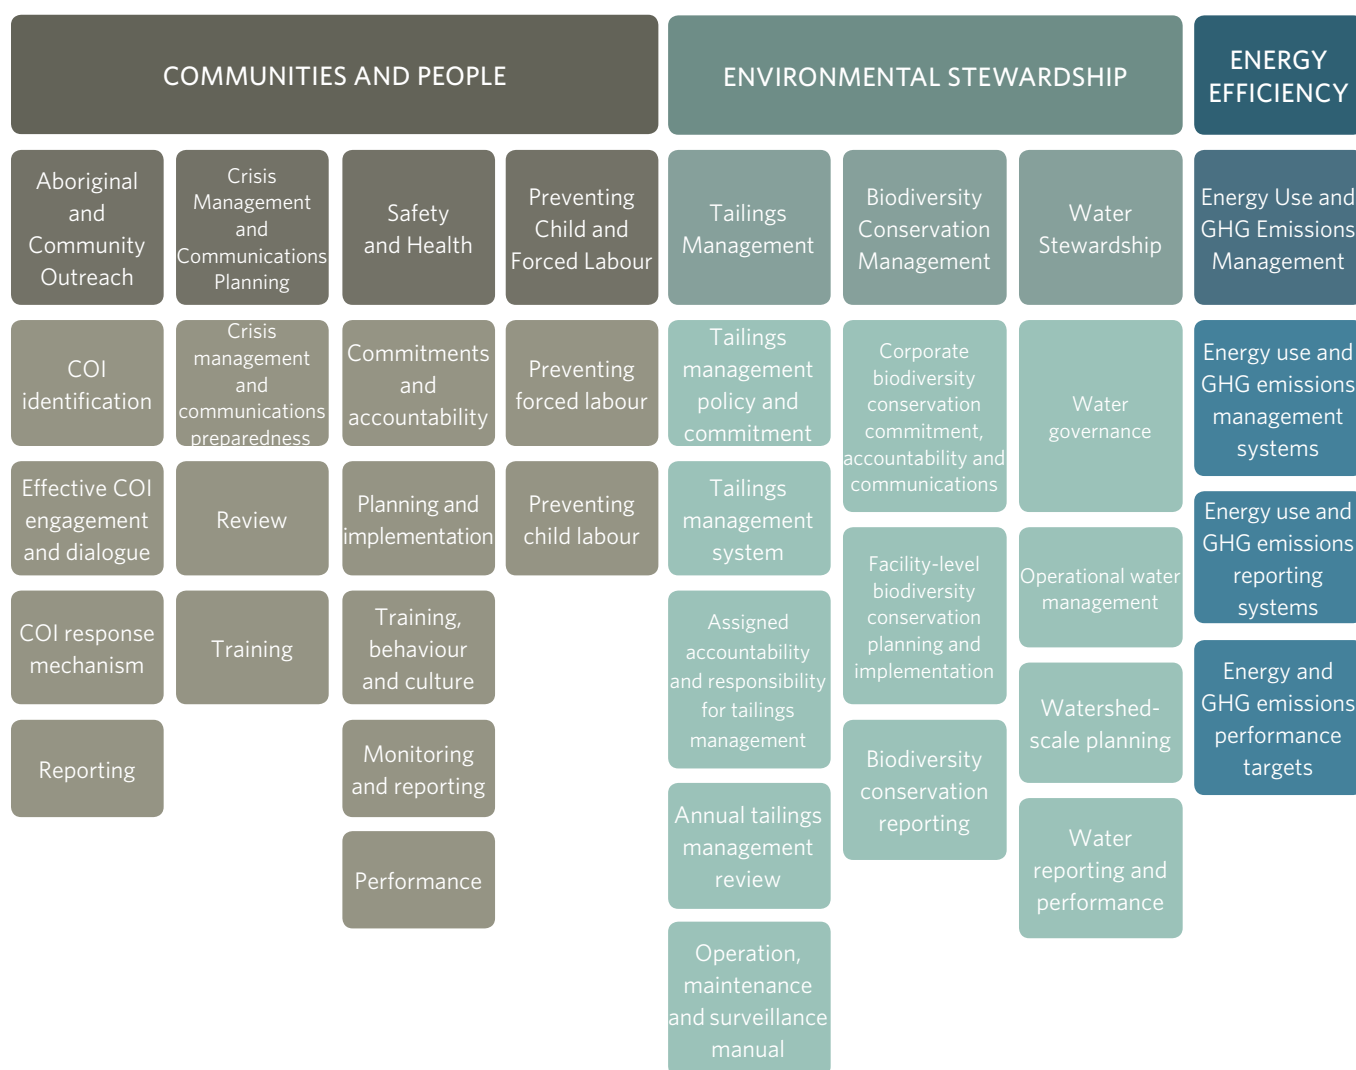 COMMUNITIES AND PEOPLE
ENVIRONMENTAL STEWARDSHIP
ENERGY
EFFICIENCY
Aboriginal
and
Community
Outreach
Crisis
Management
and
Communications
Planning
Safety
and Health
Preventing
Child and
Forced Labour
Tailings
Management
Biodiversity
Conservation
Management
Water
Stewardship
Energy Use and
GHG Emissions
Management
COI
identification
Effective COI
engagement
and dialogue
COI response
mechanism
Reporting
Crisis
management
and
communications
preparedness
Review
Training
Commitments
and
accountability
Planning and
implementation
Training,
behaviour
and culture
Monitoring
and reporting
Performance
Preventing
forced labour
Preventing
child labour
Tailings
management
policy and
commitment
Tailings
management
system
Assigned
accountability
and responsibility
for tailings
management
Annual tailings
management
review
Operation,
maintenance
and surveillance
manual
Corporate
biodiversity
conservation
commitment,
accountability and
communications
Facility-level
biodiversity
conservation
planning and
implementation
Biodiversity
conservation
reporting
Water
governance
Operational water
management
Watershed-
scale planning
Water
reporting and
performance
Energy use and
GHG emissions
management
systems
Energy use and
GHG emissions
reporting
systems
Energy and
GHG emissions
performance
targets